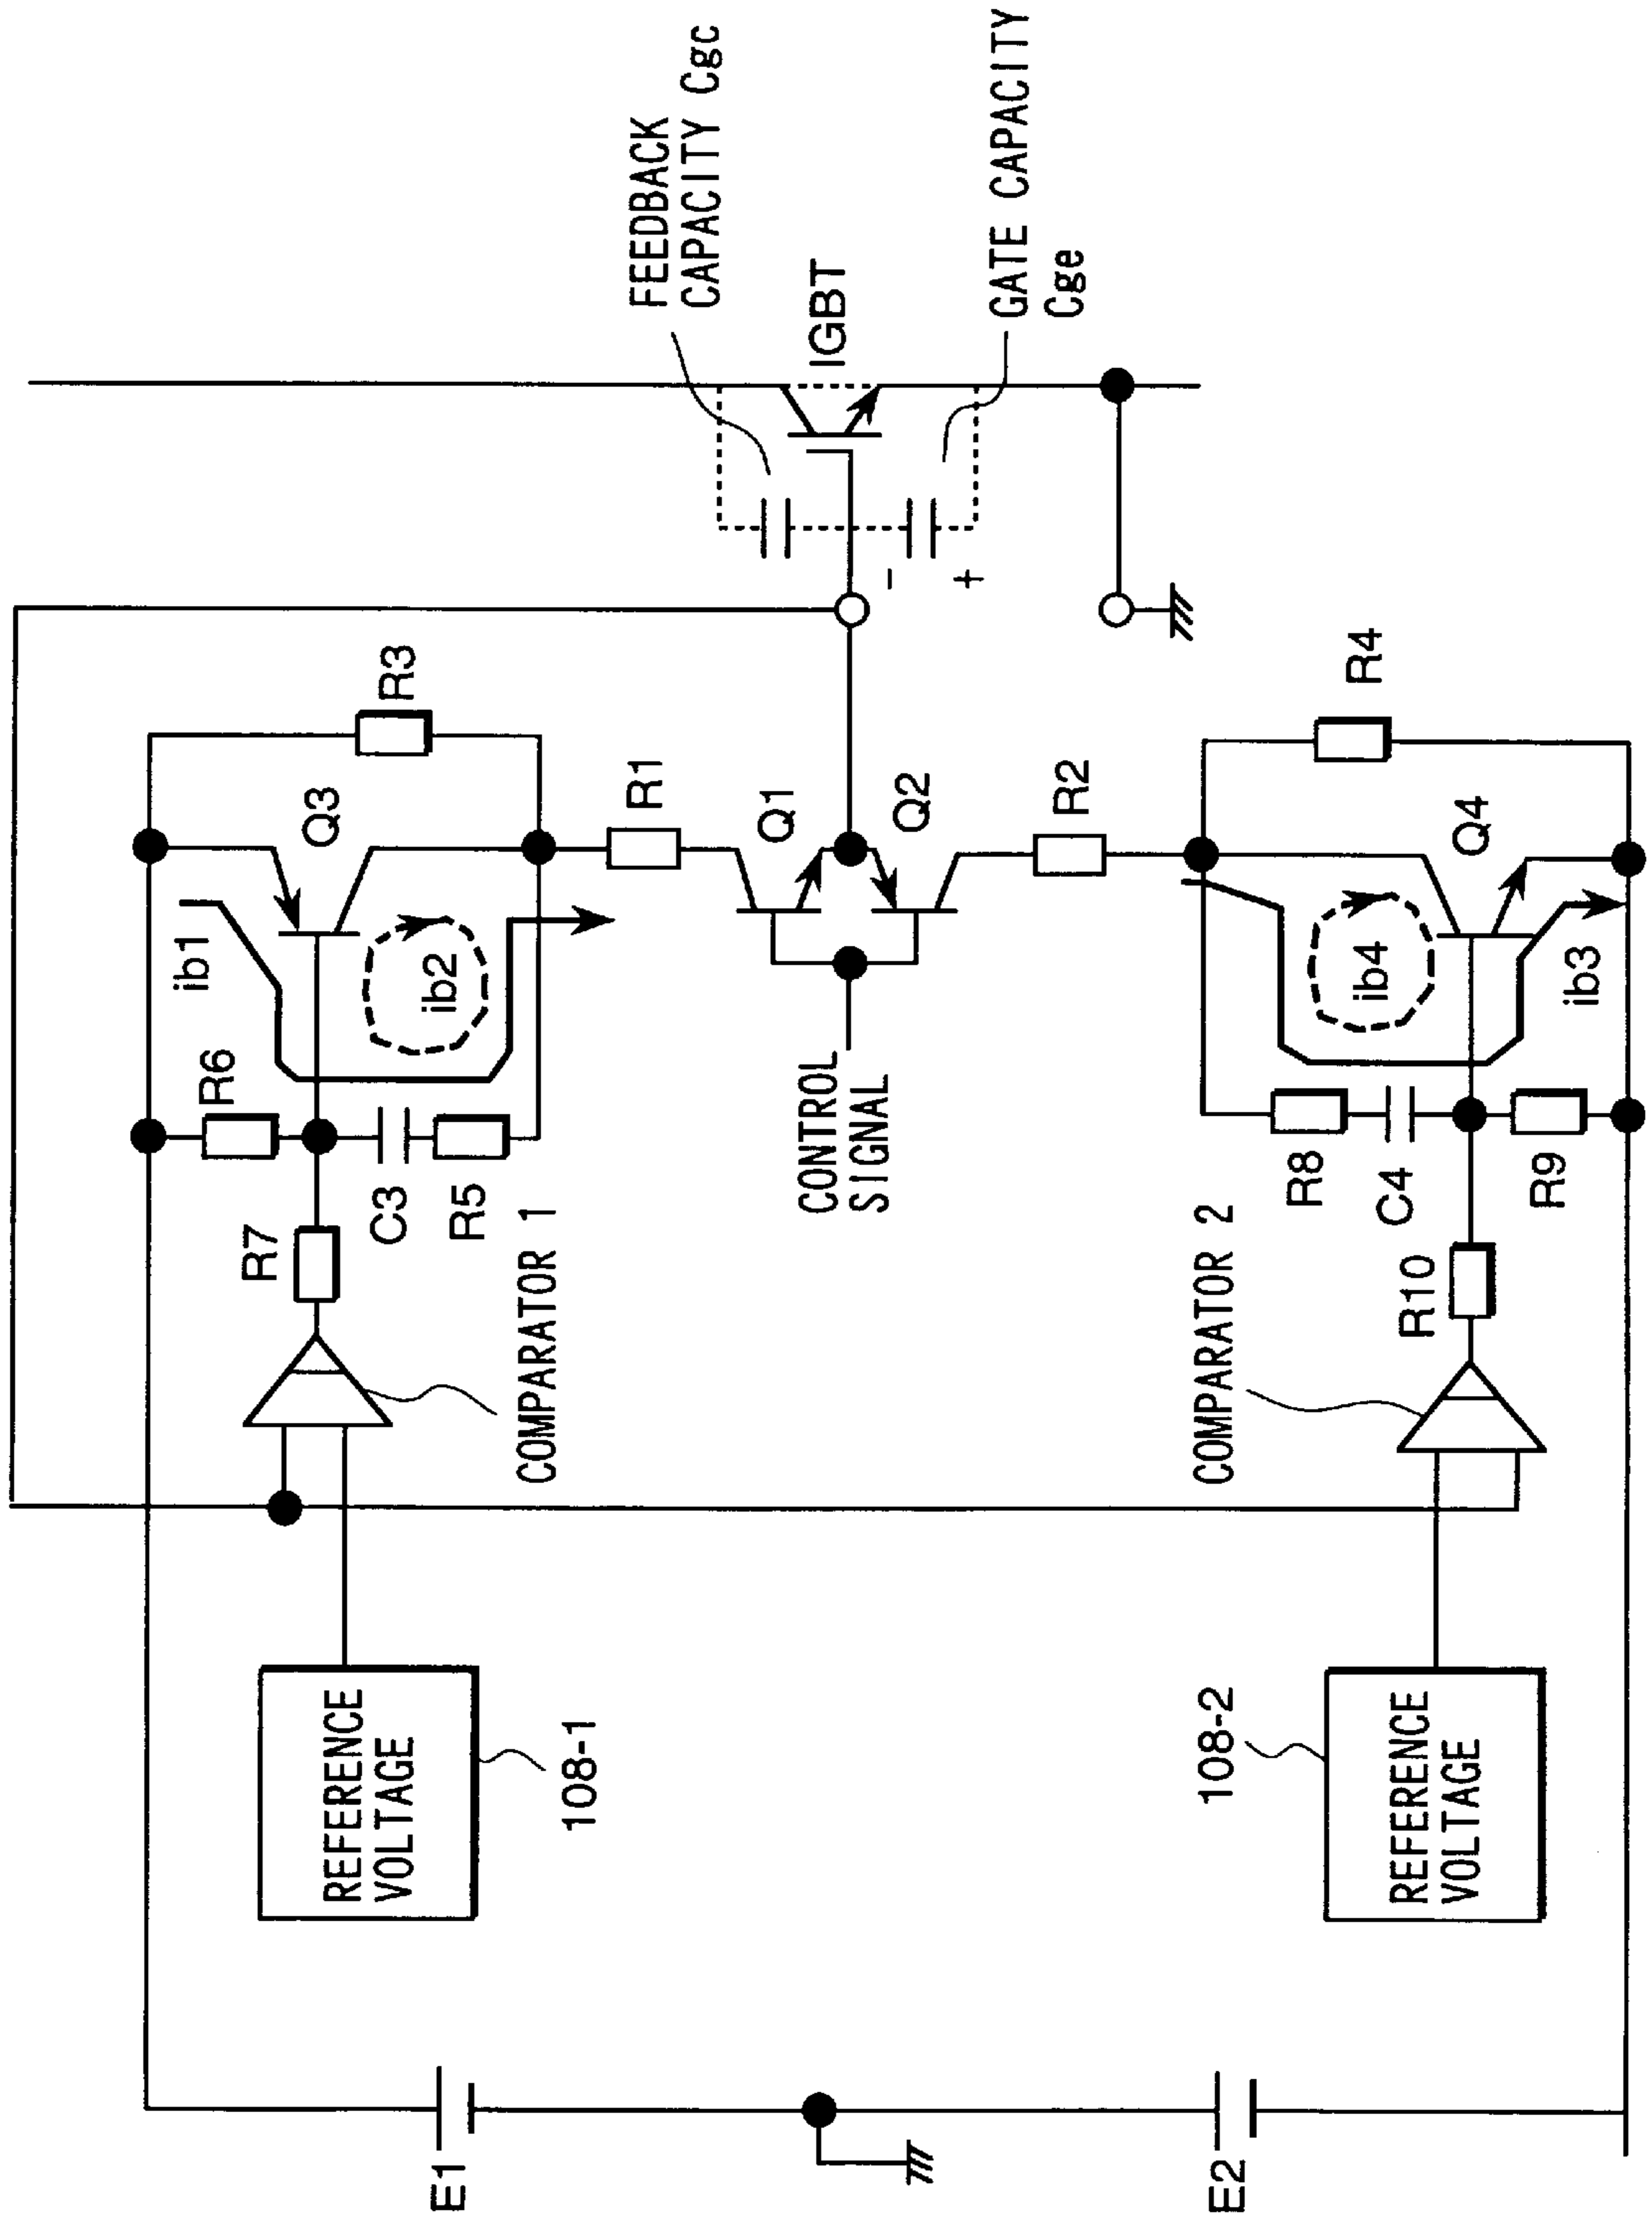 FEEDBACK
CAPACITY Cgc
IGBT
GATE CAPACITY
Cge
-
+
R3
R4
Q3
R1
Q1
Q2
R2
Q4
ib1
ib2
ib4
ib3
R6
CONTROL
SIGNAL
R7
C3
R5
R8
C4
R9
R10
COMPARATOR 1
COMPARATOR 2
REFERENCE
VOLTAGE
108-1
REFERENCE
VOLTAGE
108-2
E1
E2